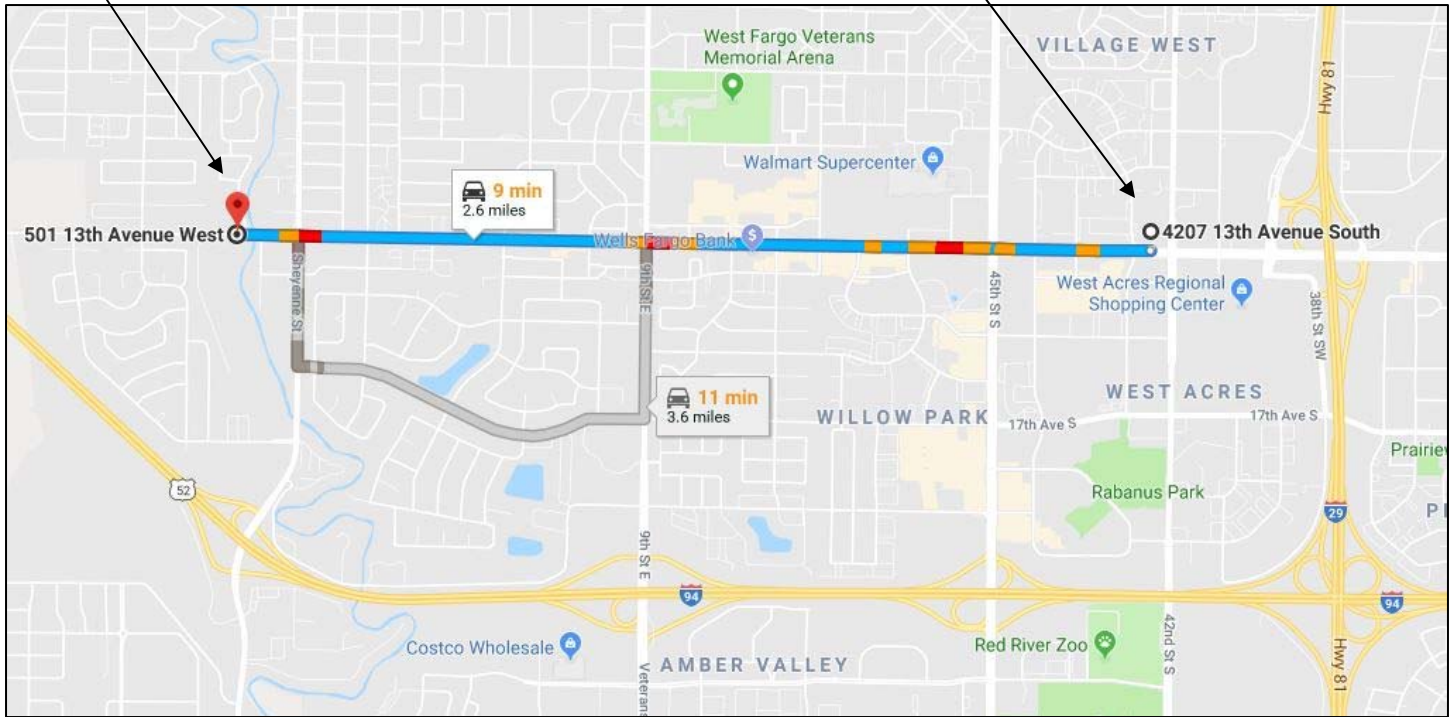 West Fargo Veterans
Memorial Arena
VILLAGE WEST
Hwy 81
Walmart Supercenter
9 min
2.6 miles
501 13th Avenue West
Wells Fargo Bank
4207 13th Avenue South
Sheyenne St
9th St E
45th St S
West Acres Regional
Shopping Center
38th St SW
11 min
3.6 miles
WEST ACRES
WILLOW PARK
17th Ave S
17th Ave S
Prairiev
52
Rabanus Park
29
9th St E
94
94
Costco Wholesale
AMBER VALLEY
Red River Zoo
42nd St S
Hwy 81
Veterans